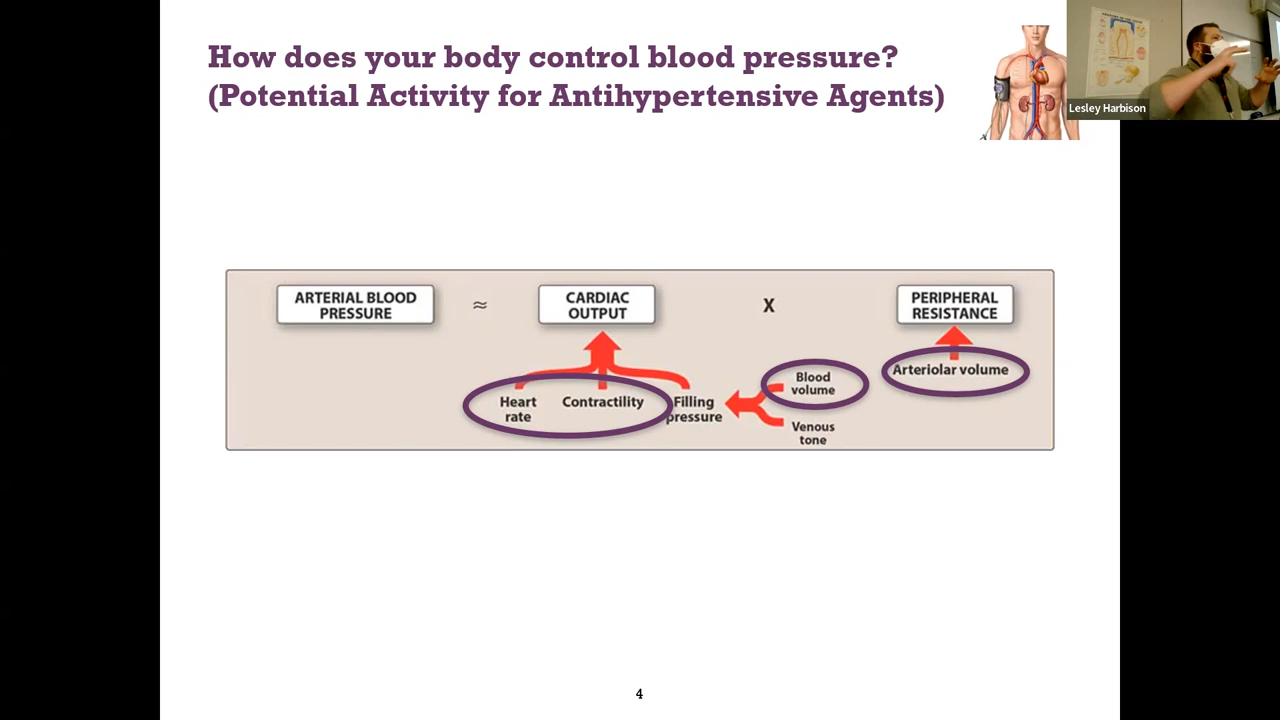 How does your body control blood pressure?
(Potential Activity for Antihypertensive Agents)
Lesley Harbison
ARTERIAL BLOOD
PRESSURE
≈
CARDIAC
OUTPUT
X
PERIPHERAL
RESISTANCE
Heart
rate
Contractility
Filling
pressure
Blood
volume
Venous
tone
Arteriolar volume
4